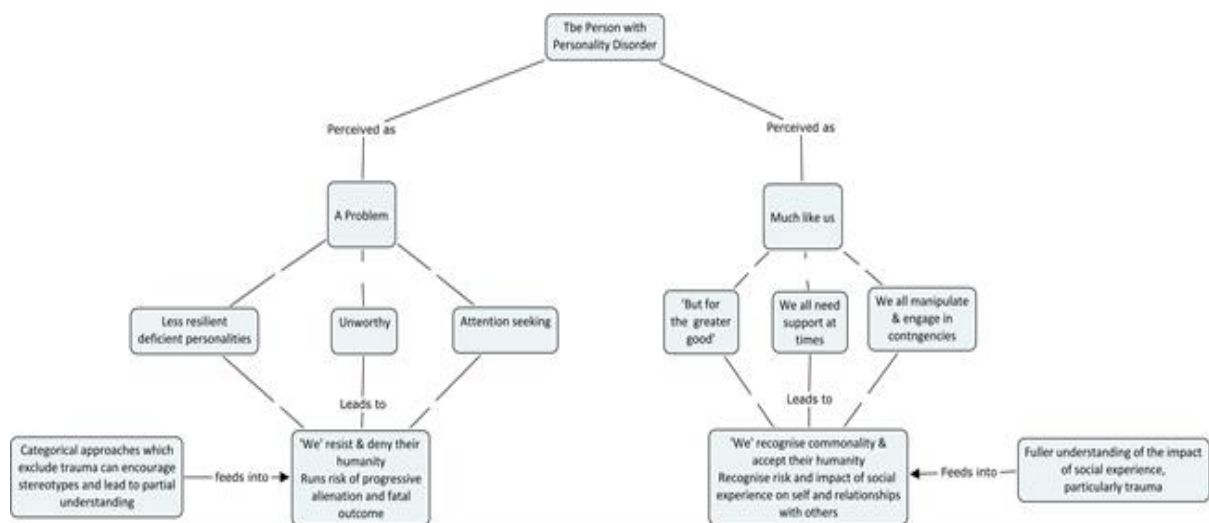 Tbe Person with
Personality Disorder
Perceived as
Perceived as
A Problem
Much like us
Less resilient
deficient personalities
Unworthy
Attention seeking
'But for
the greater
good'
We all need
support at
times
We all manipulate
& engage in
contngencies
Leads to
Leads to
Categorical approaches which
exclude trauma can encourage
stereotypes and lead to partial
understanding
feeds into
'We' resist & deny their
humanity
Runs risk of progressive
alienation and fatal
outcome
'We' recognise commonality &
accept their humanity
Recognise risk and impact of social
experience on self and relationships
with others
Feeds into
Fuller understanding of the impact
of social experience,
particularly trauma